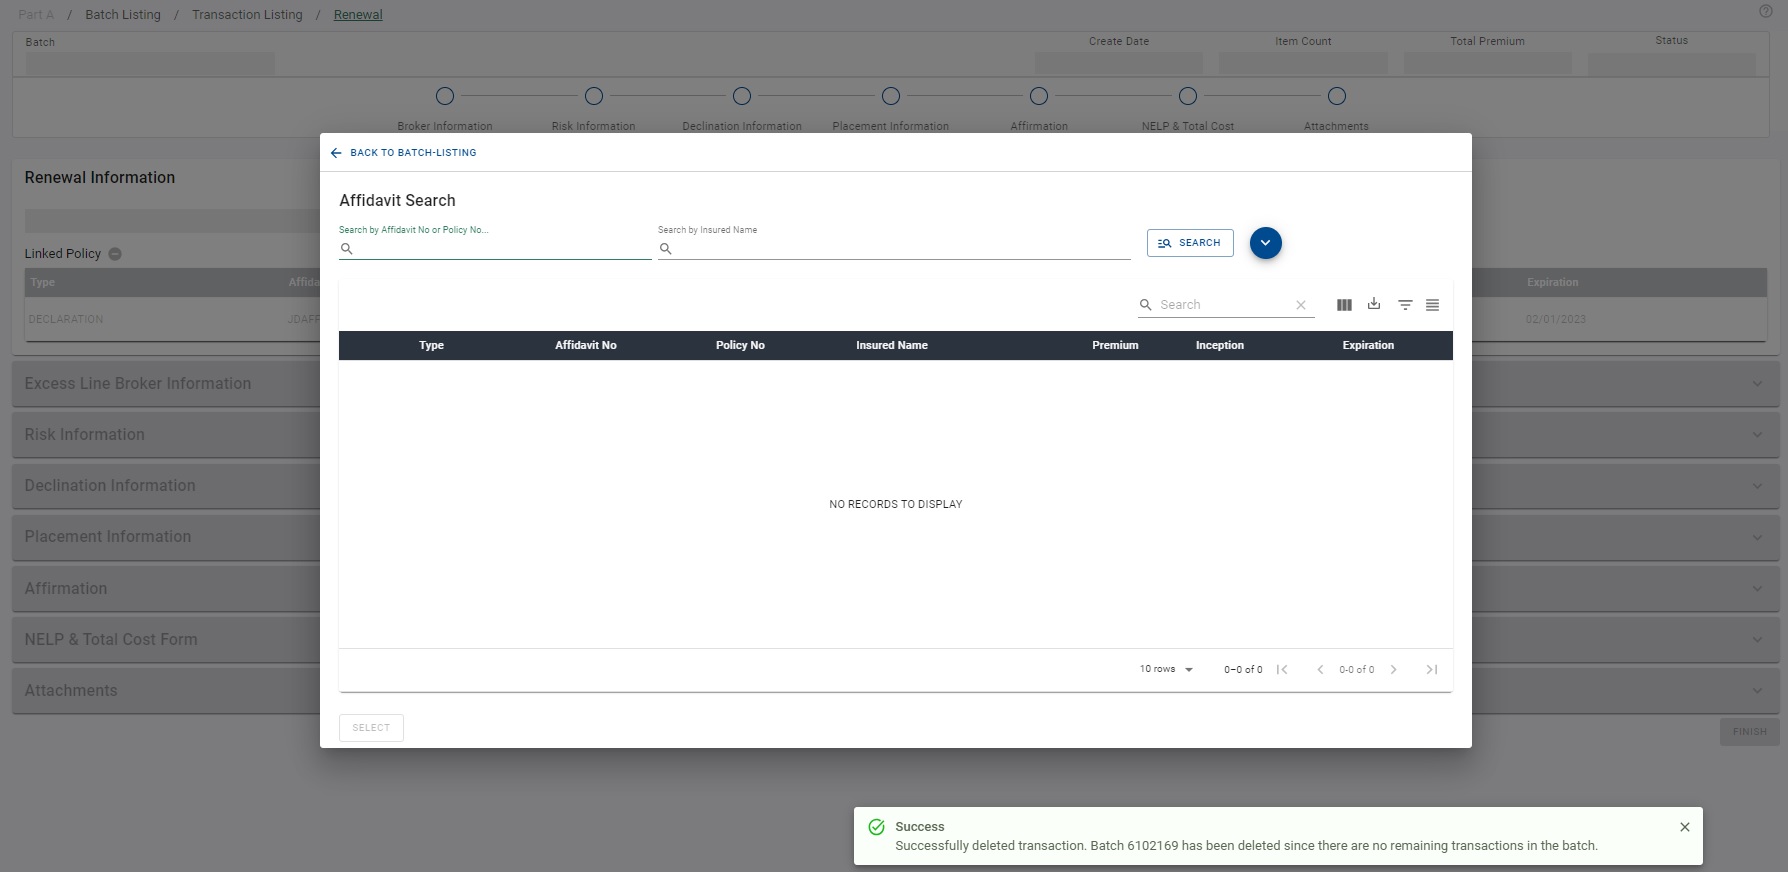 Part A / Batch Listing / Transaction Listing / Renewal
Batch
Create Date
Item Count
Total Premium
Status
Broker Information
Risk Information
Declination Information
Placement Information
Affirmation
NELP & Total Cost
Attachments
BACK TO BATCH-LISTING
Renewal Information
Affidavit Search
Search by Affidavit No or Policy No...
Search by Insured Name
SEARCH
Linked Policy
Type
Expiration
DECLARATION
02/01/2023
Search
Type Affidavit No Policy No Insured Name Premium Inception Expiration
NO RECORDS TO DISPLAY
Excess Line Broker Information
Risk Information
Declination Information
Placement Information
Affirmation
NELP & Total Cost Form
Attachments
10 rows
0–0 of 0
0-0 of 0
SELECT
FINISH
Success
Successfully deleted transaction. Batch 6102169 has been deleted since there are no remaining transactions in the batch.